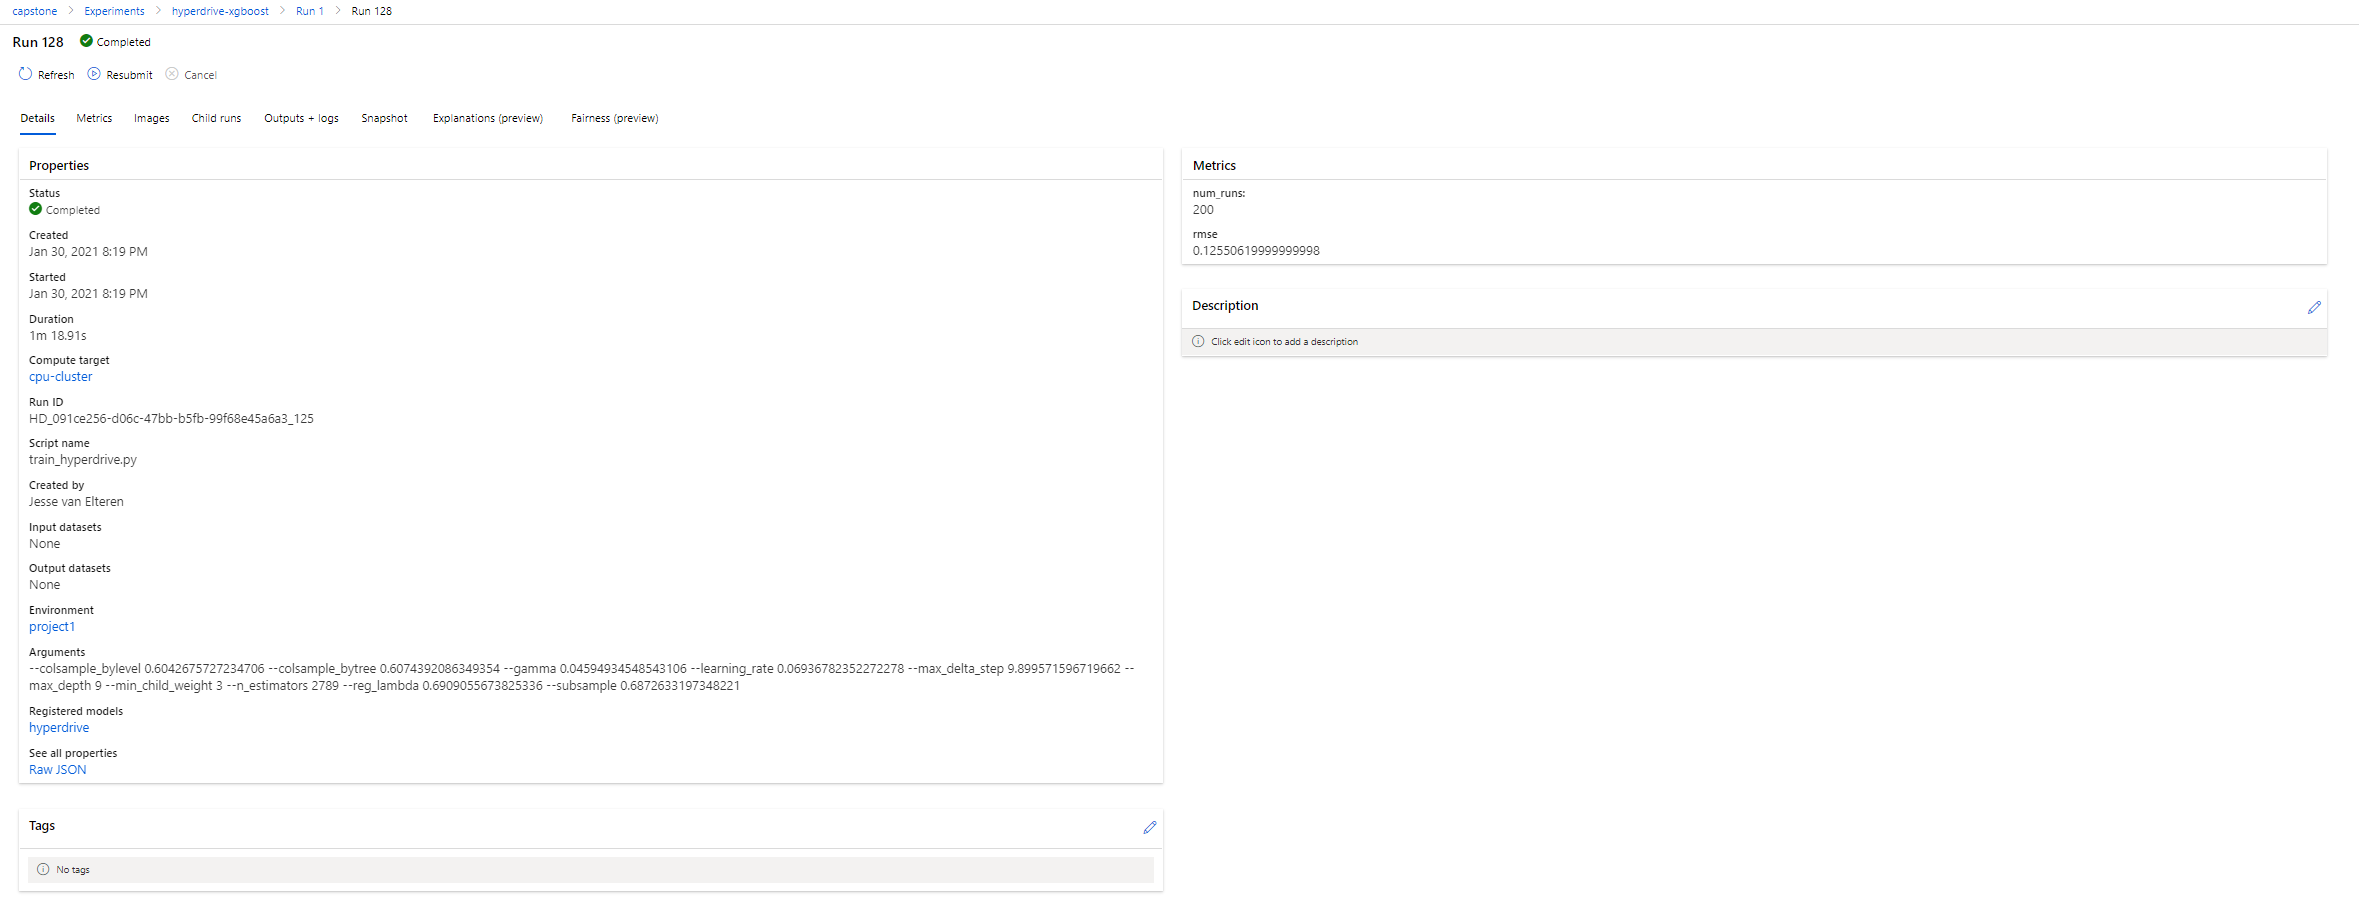 capstone > Experiments > hyperdrive-xgboost > Run 1 > Run 128
Run 128 Completed
Refresh Resubmit Cancel
Details Metrics Images Child runs Outputs + logs Snapshot Explanations (preview) Fairness (preview)
Properties
Status
Completed
Created
Jan 30, 2021 8:19 PM
Started
Jan 30, 2021 8:19 PM
Duration
1m 18.91s
Compute target
cpu-cluster
Run ID
HD_091ce256-d06c-47bb-b5fb-99f68e45a6a3_125
Script name
train_hyperdrive.py
Created by
Jesse van Elteren
Input datasets
None
Output datasets
None
Environment
project1
Arguments
--colsample_bylevel 0.6042675727234706 --colsample_bytree 0.6074392086349354 --gamma 0.04594934548543106 --learning_rate 0.06936782352272278 --max_delta_step 9.899571596719662 --
max_depth 9 --min_child_weight 3 --n_estimators 2789 --reg_lambda 0.6909055673825336 --subsample 0.6872633197348221
Registered models
hyperdrive
See all properties
Raw JSON
Tags
No tags
Metrics
num_runs:
200
rmse
0.12550619999999998
Description
Click edit icon to add a description